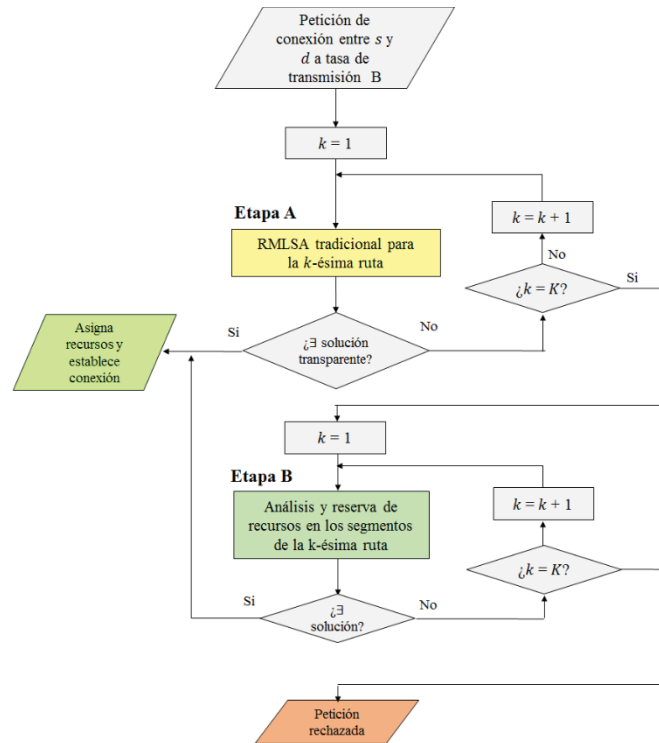 Petición de
conexión entre s y
d a tasa de
transmisión B
k = 1
Etapa A
k = k + 1
RMLSA tradicional para
la k-ésima ruta
No
¿k = K?
Si
Asigna
recursos y
establece
conexión
Si
¿∃ solución
transparente?
No
k = 1
Etapa B
k = k + 1
Análisis y reserva de
recursos en los segmentos
de la k-ésima ruta
¿k = K?
Si
¿∃
solución?
No
Petición
rechazada